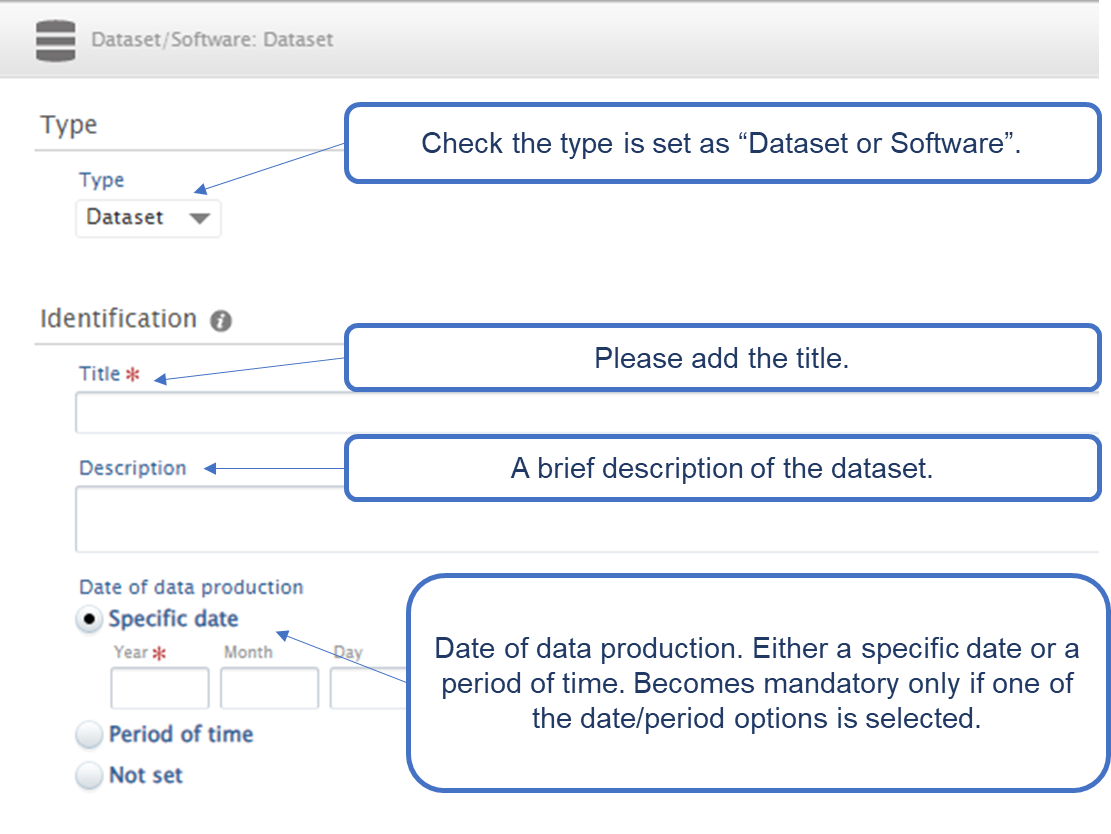 Dataset/Software: Dataset
Type
Check the type is set as “Dataset or Software”.
Type
Dataset
Identification
Please add the title.
Title *
Description
A brief description of the dataset.
Date of data production
Specific date
Year * Month Day
Date of data production. Either a specific date or a
period of time. Becomes mandatory only if one of
the date/period options is selected.
Period of time
Not set